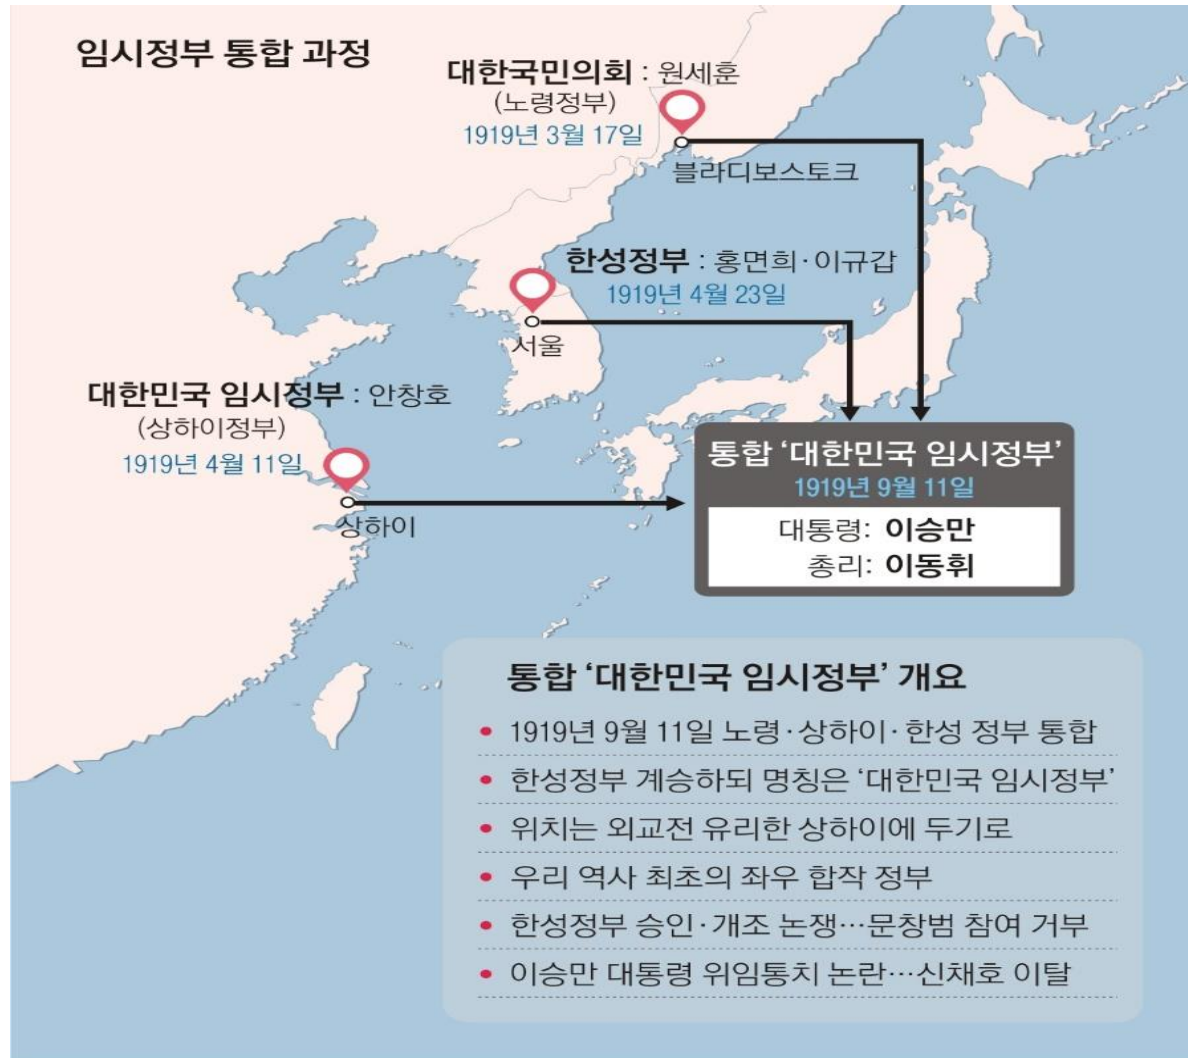 임시정부 통합 과정
대한국민의회 : 원세훈
(노령정부)
1919년 3월 17일
블라디보스토크
한성정부 : 홍면희·이규갑
1919년 4월 23일
서울
대한민국 임시정부 : 안창호
(상하이정부)
1919년 4월 11일
상하이
통합 ‘대한민국 임시정부’
1919년 9월 11일
대통령: 이승만
총리: 이동휘
통합 ‘대한민국 임시정부’ 개요
• 1919년 9월 11일 노령·상하이·한성 정부 통합
• 한성정부 계승하되 명칭은 ‘대한민국 임시정부’
• 위치는 외교전 유리한 상하이에 두기로
• 우리 역사 최초의 좌우 합작 정부
• 한성정부 승인·개조 논쟁…문창범 참여 거부
• 이승만 대통령 위임통치 논란…신채호 이탈